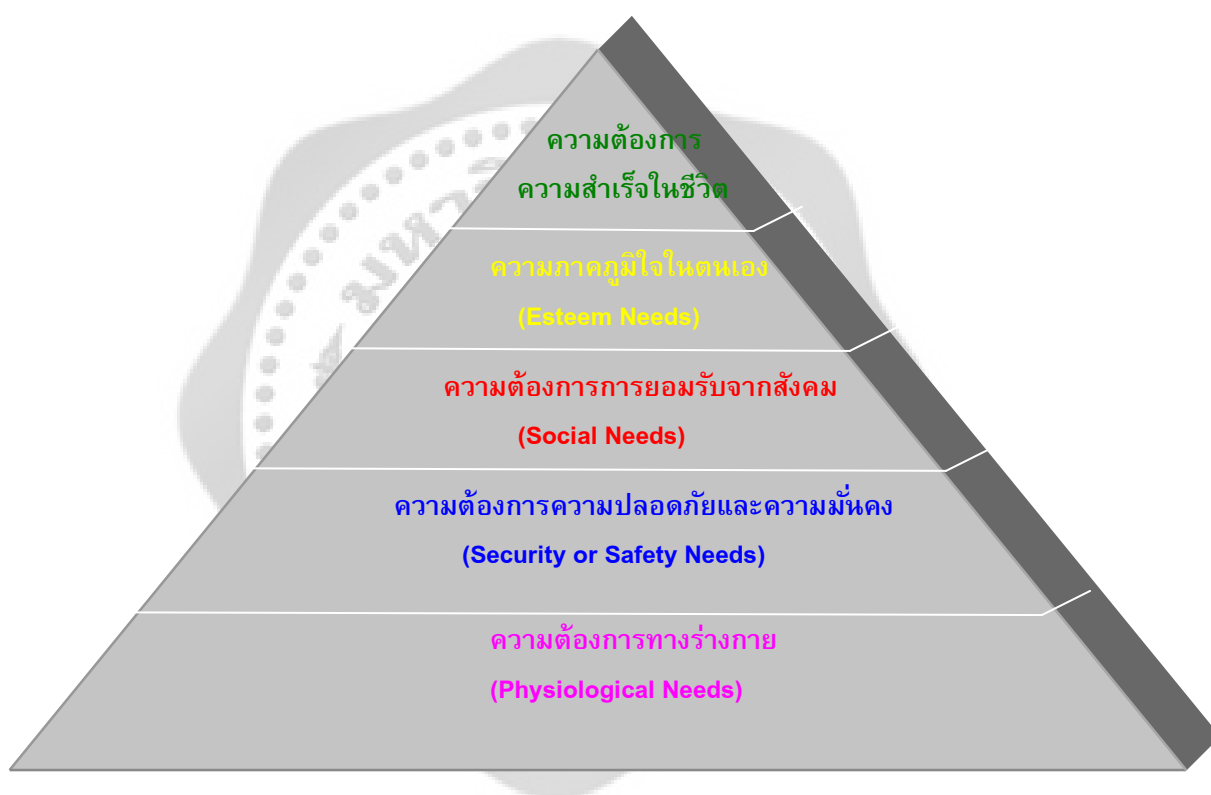 ความต้องการ
ความสำเร็จในชีวิต
ความภาคภูมิใจในตนเอง
(Esteem Needs)
ความต้องการการยอมรับจากสังคม
(Social Needs)
ความต้องการความปลอดภัยและความมั่นคง
(Security or Safety Needs)
ความต้องการทางร่างกาย
(Physiological Needs)